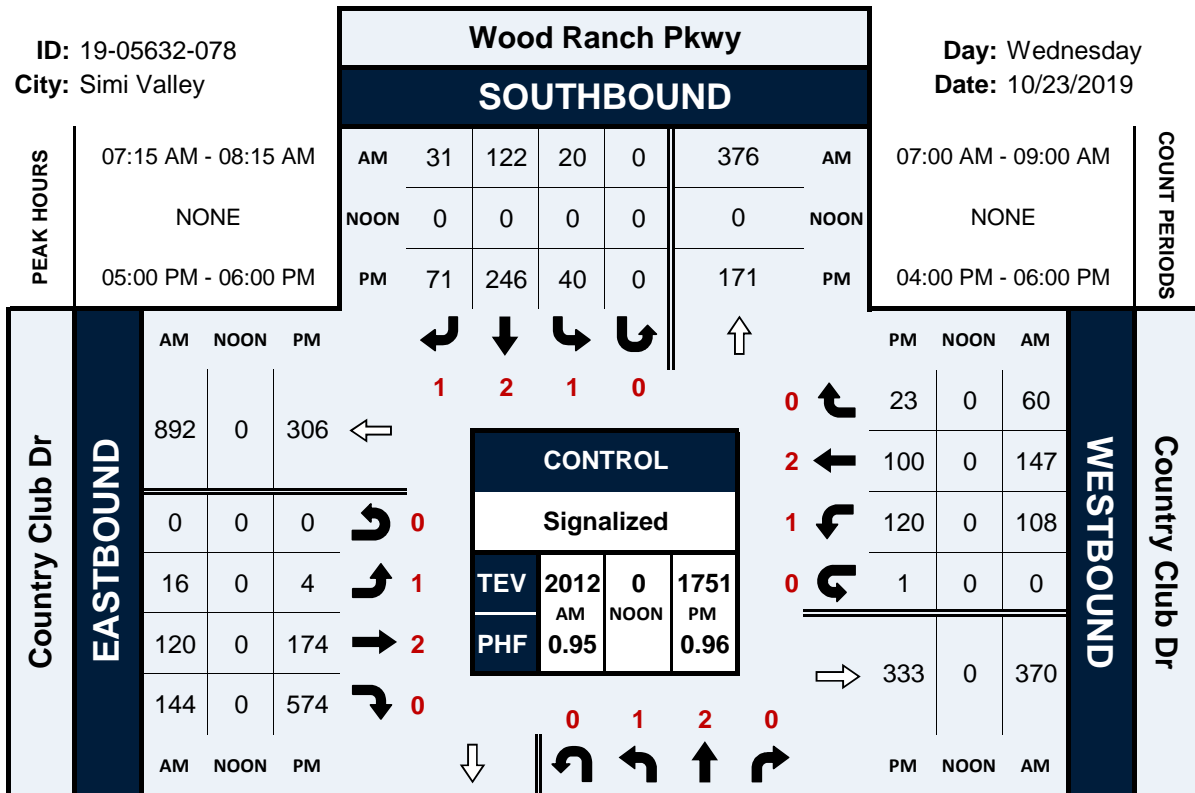 ID: 19-05632-078
City: Simi Valley
Wood Ranch Pkwy
SOUTHBOUND
Day: Wednesday
Date: 10/23/2019
PEAK HOURS
07:15 AM - 08:15 AM
NONE
05:00 PM - 06:00 PM
AM 31 122 20 0 376 AM
NOON 0 0 0 0 0 NOON
PM 71 246 40 0 171 PM
07:00 AM - 09:00 AM
NONE
04:00 PM - 06:00 PM
COUNT PERIODS
1 2 1 0
Country Club Dr
EASTBOUND
AM NOON PM
892 0 306
0 0 0 0
16 0 4 1
120 0 174 2
144 0 574 0
AM NOON PM
CONTROL
Signalized
TEV 2012 0 1751
AM NOON PM
PHF 0.95 0.96
PM NOON AM
0 23 0 60
2 100 0 147
1 120 0 108
0 1 0 0
333 0 370
PM NOON AM
WESTBOUND
Country Club Dr
0 1 2 0